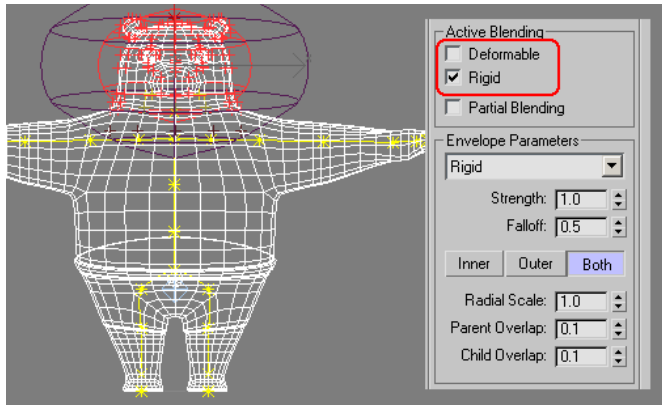 Active Blending
Deformable
Rigid
Partial Blending
Envelope Parameters
Rigid
Strength: 1.0
Falloff: 0.5
Inner Outer Both
Radial Scale: 1.0
Parent Overlap: 0.1
Child Overlap: 0.1